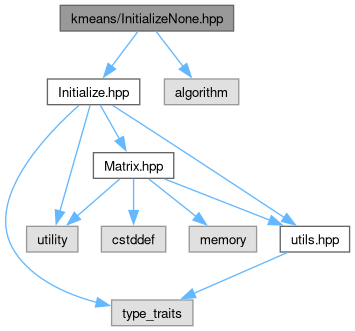 kmeans/InitializeNone.hpp
Initialize.hpp
algorithm
Matrix.hpp
utility
cstddef
memory
utils.hpp
type_traits